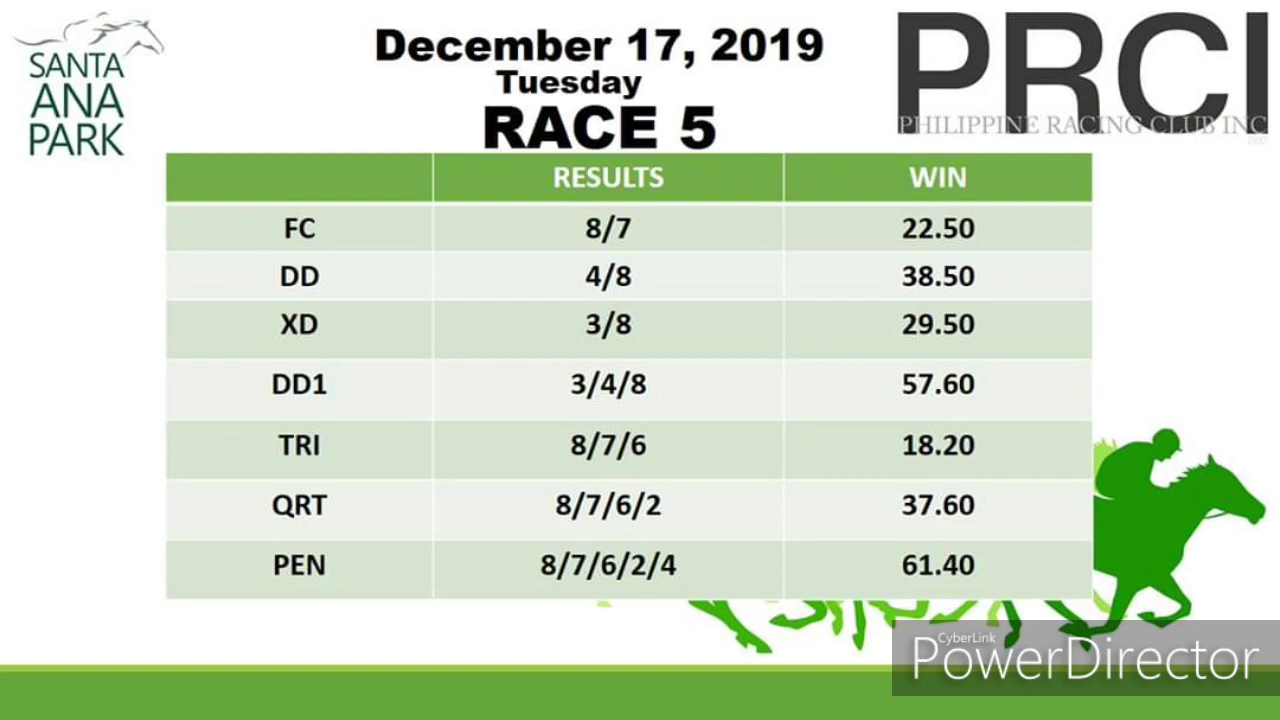 SANTA
ANA
PARK
December 17, 2019
Tuesday
RACE 5
PRCI
PHILIPPINE RACING CLUB INC
RESULTS WIN
FC 8/7 22.50
DD 4/8 38.50
XD 3/8 29.50
DD1 3/4/8 57.60
TRI 8/7/6 18.20
QRT 8/7/6/2 37.60
PEN 8/7/6/2/4 61.40
CyberLink
PowerDirector